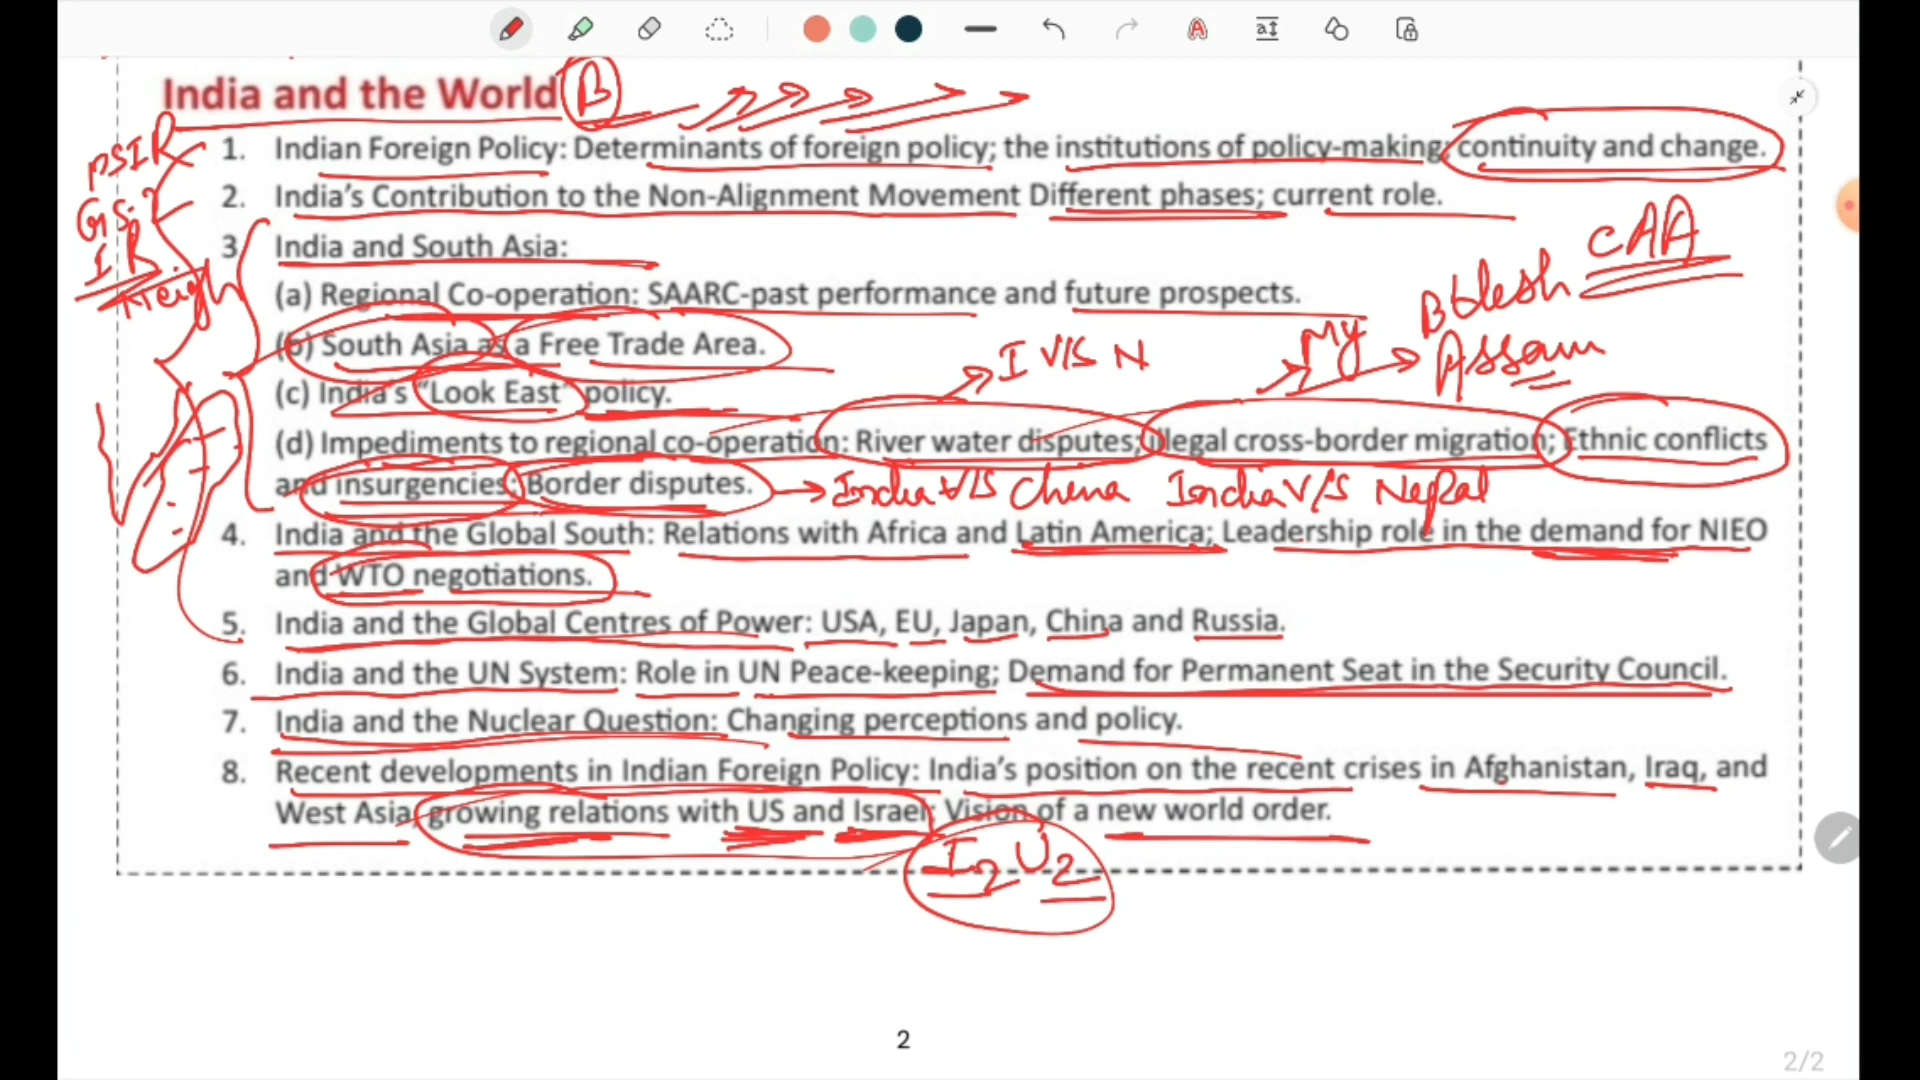 India and the World B
PSIR
1. Indian Foreign Policy: Determinants of foreign policy; the institutions of policy-making; continuity and change.
GS-2
2. India's Contribution to the Non-Alignment Movement Different phases; current role.
IR
3 India and South Asia:
CAA
Neigh
(a) Regional Co-operation: SAARC-past performance and future prospects.
B'desh
(b) South Asia as a Free Trade Area.
I V/S N
My
Assam
(c) India's "Look East" policy.
(d) Impediments to regional co-operation: River water disputes; illegal cross-border migration; Ethnic conflicts
and insurgencies; Border disputes. India V/S China India V/S Nepal
4. India and the Global South: Relations with Africa and Latin America; Leadership role in the demand for NIEO
and WTO negotiations.
5. India and the Global Centres of Power: USA, EU, Japan, China and Russia.
6. India and the UN System: Role in UN Peace-keeping; Demand for Permanent Seat in the Security Council.
7. India and the Nuclear Question: Changing perceptions and policy.
8. Recent developments in Indian Foreign Policy: India's position on the recent crises in Afghanistan, Iraq, and
West Asia, growing relations with US and Israel; Vision of a new world order.
I2U2
2
2/2